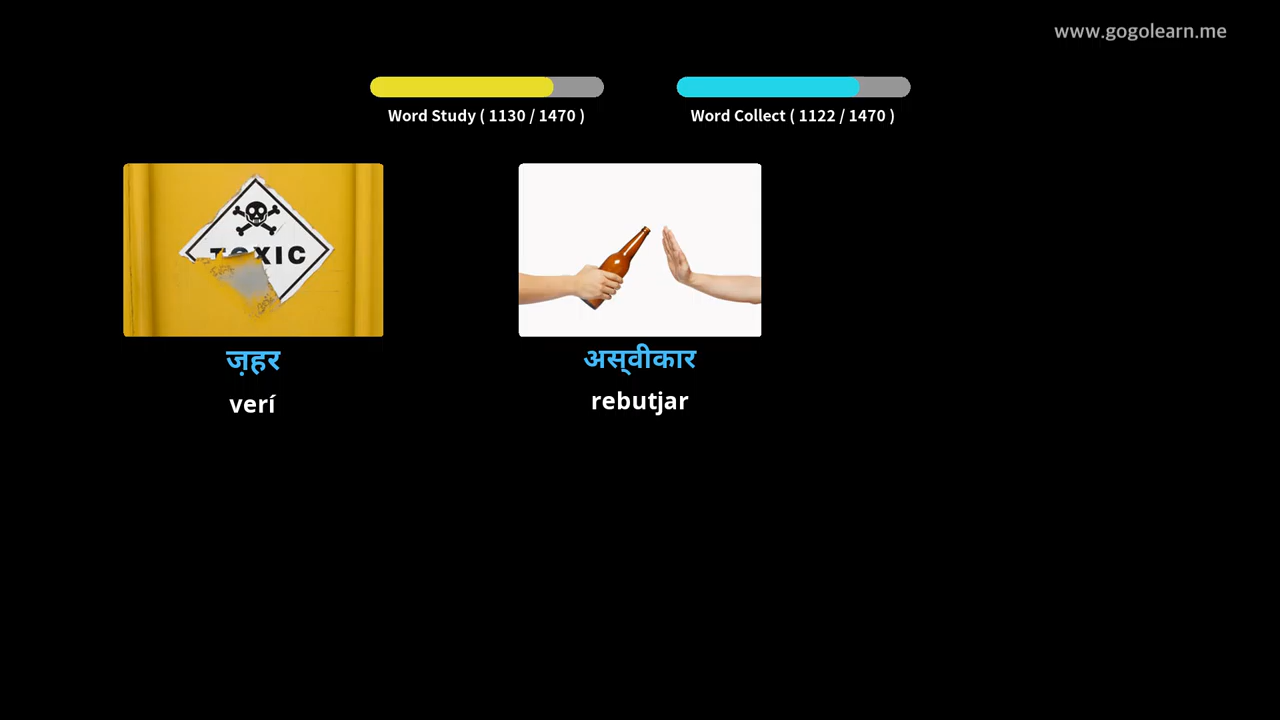 www.gogolearn.me
Word Study ( 1130 / 1470 )
Word Collect ( 1122 / 1470 )
TOXIC
ज़हर
verí
अस्वीकार
rebutjar